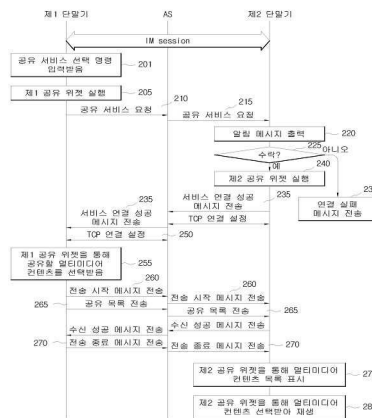 제1 단말기
AS
제2 단말기
IM session
공유 서비스 선택 명령
입력받음
201
제1 공유 위젯 실행
205
210
공유 서비스 요청
215
공유 서비스 요청
알림 메시지 출력
220
225
수락?
아니오
예
240
제2 공유 위젯 실행
서비스 연결 성공
메시지 전송
235
연결 실패
메시지 전송
235
서비스 연결 성공
메시지 전송
TCP 연결 설정
TCP 연결 설정
250
제1 공유 위젯을 통해
공유할 멀티미디어
컨텐츠를 선택받음
255
260
전송 시작 메시지 전송
260
전송 시작 메시지 전송
265
공유 목록 전송
공유 목록 전송
265
수신 성공 메시지 전송
수신 성공 메시지 전송
270
전송 종료 메시지 전송
전송 종료 메시지 전송
270
제2 공유 위젯을 통해 멀티미디어
컨텐츠 목록 표시
제2 공유 위젯을 통해 멀티미디어
컨텐츠 선택받아 재생